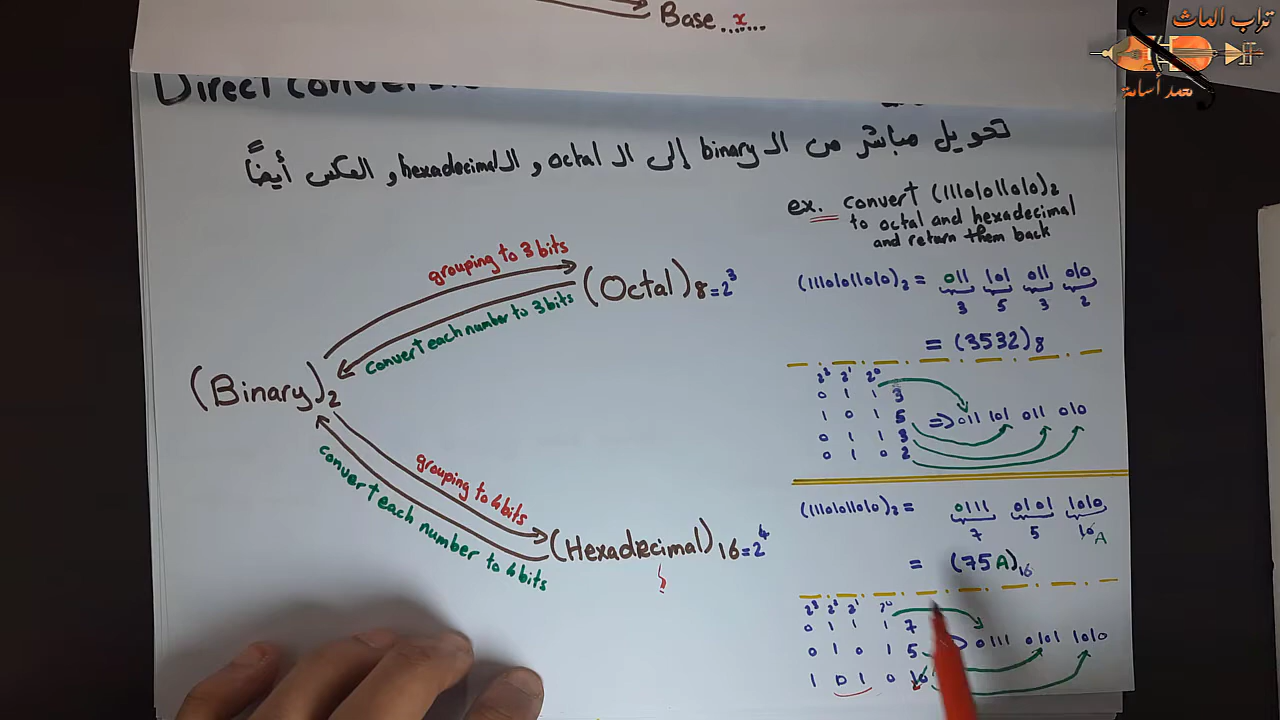 Base ..x...
تراب الماث
محمد أسامة
Direct conver
تحويل مباشر من الـ binary إلى الـ octal و الـ hexadecimal و العكس أيضاً
ex. convert (11101011010)2
to octal and hexadecimal
and return them back
grouping to 3 bits
(Octal)8=2^3
convert each number to 3 bits
(Binary)2
grouping to 4 bits
convert each number to 4 bits
(Hexadecimal)16=2^4
(11101011010)2 = 011 101 011 010
3 5 3 2
= (3532)8
2^2 2^1 2^0
0 1 1 3
1 0 1 5 => 011 101 011 010
0 1 1 3
0 1 0 2
(11101011010)2 = 0111 0101 1010
7 5 10 A
= (75A)16
2^3 2^2 2^1 2^0
0 1 1 1 7
0 1 0 1 5 0111 0101 1010
1 0 1 0 10